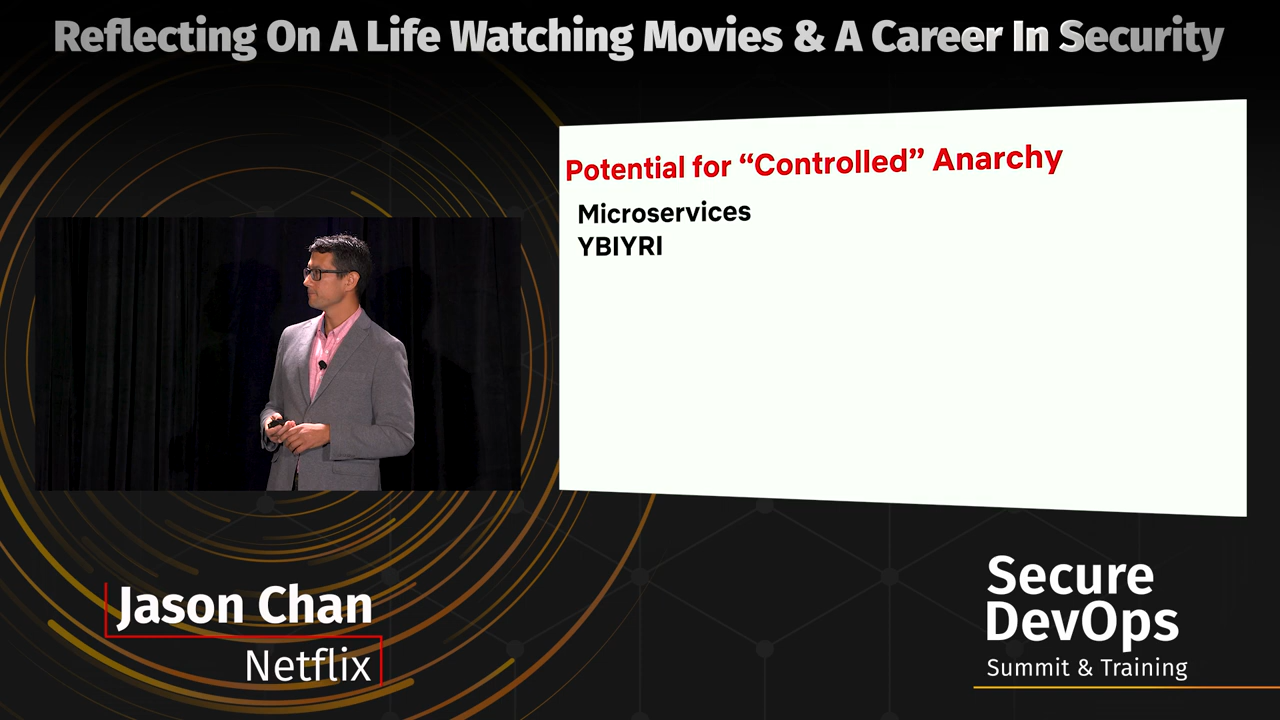 Reflecting On A Life Watching Movies & A Career In Security
Potential for “Controlled” Anarchy
Microservices
YBIYRI
Jason Chan
Netflix
Secure
DevOps
Summit & Training